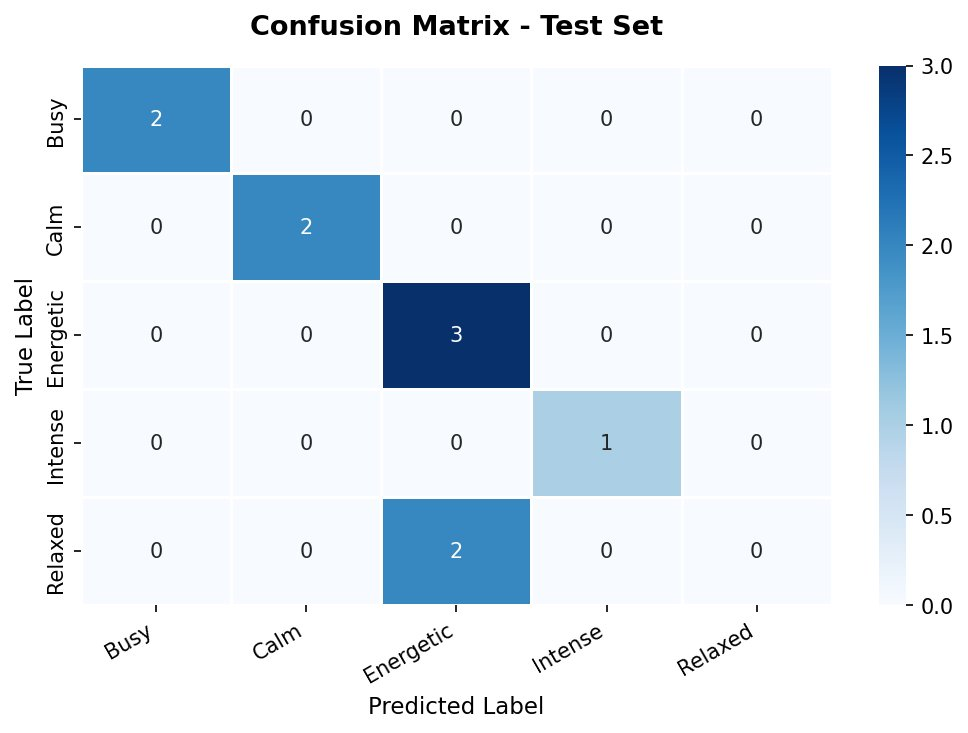 Confusion Matrix - Test Set
True Label
Busy 2 0 0 0 0
Calm 0 2 0 0 0
Energetic 0 0 3 0 0
Intense 0 0 0 1 0
Relaxed 0 0 2 0 0
Busy Calm Energetic Intense Relaxed
Predicted Label
3.0
2.5
2.0
1.5
1.0
0.5
0.0